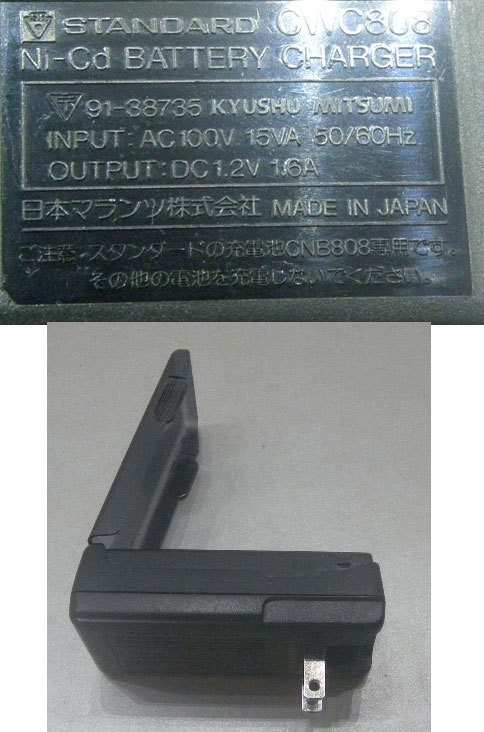 STANDARD CWC808
Ni-Cd BATTERY CHARGER
91-38735 KYUSHU MITSUMI
INPUT: AC100V 15VA 50/60Hz
OUTPUT: DC1.2V 1.6A
日本マランツ株式会社 MADE IN JAPAN
ご注意・スタンダードの充電池CNB808専用です。
その他の電池を充電しないでください。